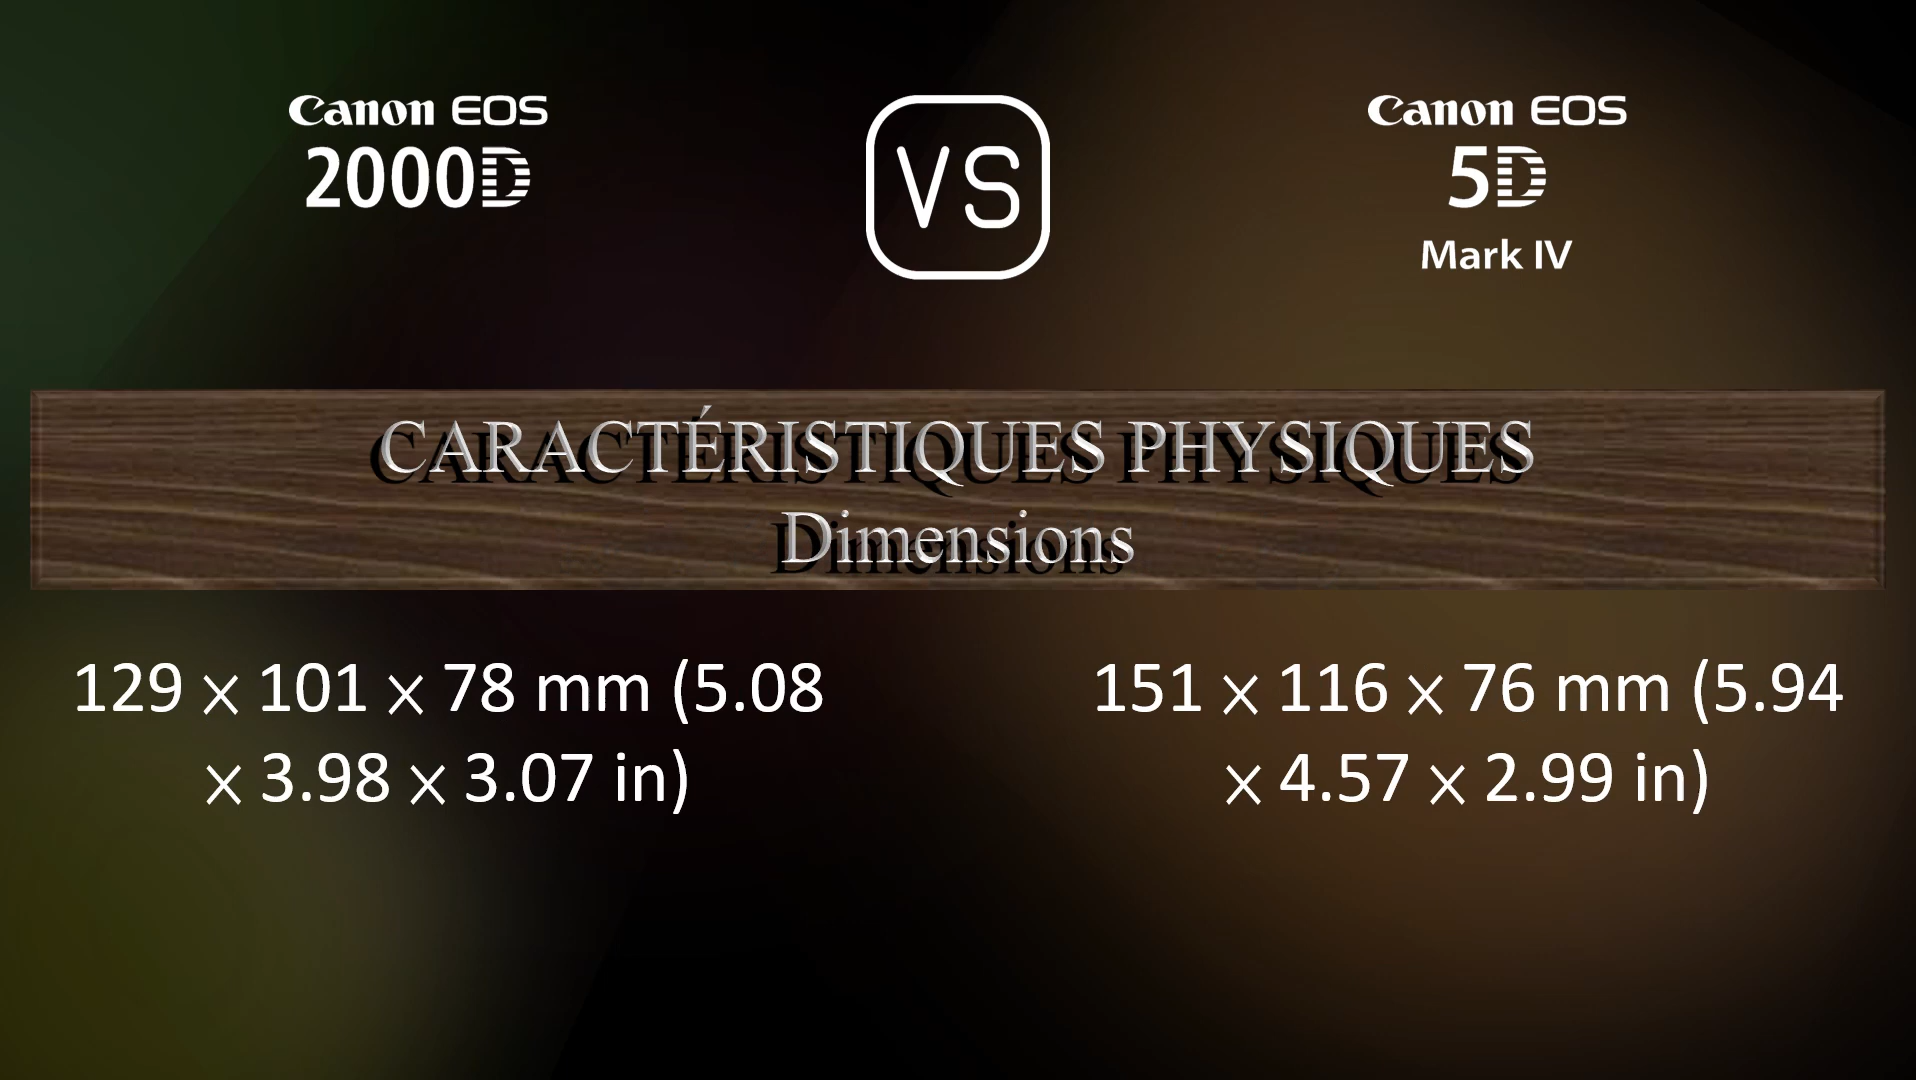 Canon EOS
2000D
VS
Canon EOS
5D
Mark IV
CARACTÉRISTIQUES PHYSIQUES
Dimensions
129 x 101 x 78 mm (5.08
x 3.98 x 3.07 in)
151 x 116 x 76 mm (5.94
x 4.57 x 2.99 in)